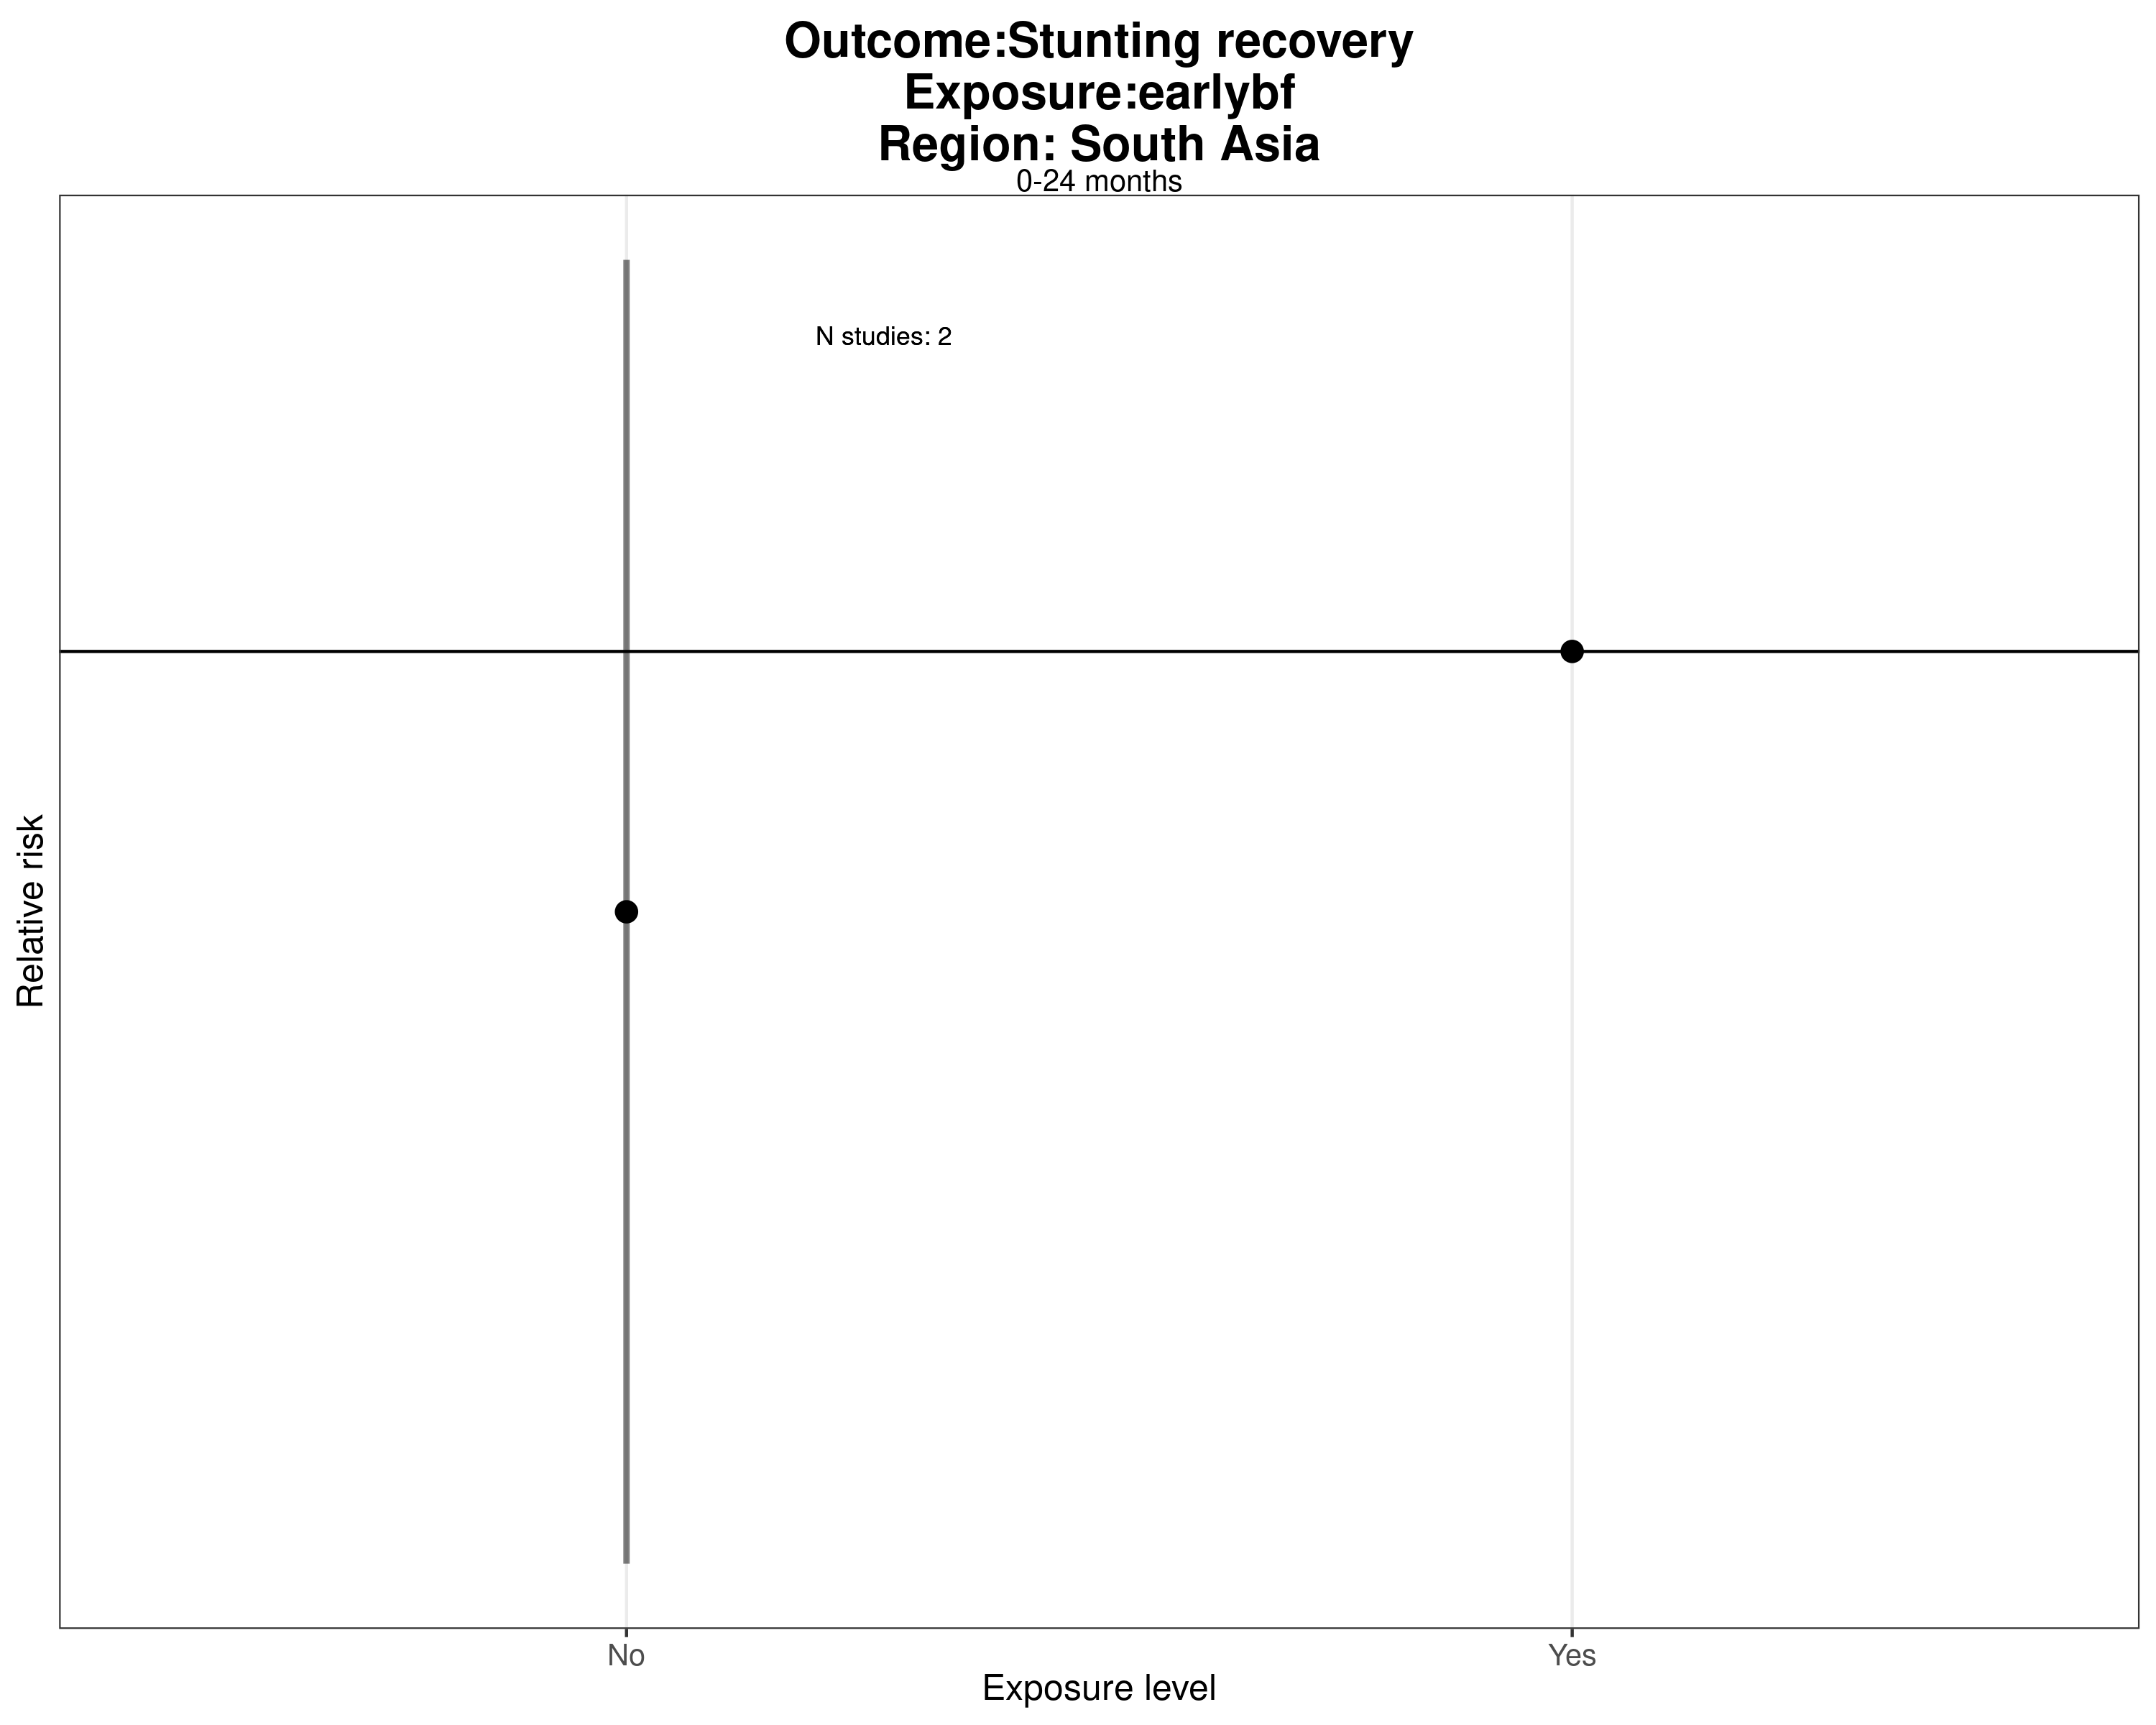 Outcome:Stunting recovery
Exposure:earlybf
Region: South Asia
0-24 months
N studies: 2
Relative risk
No
Yes
Exposure level